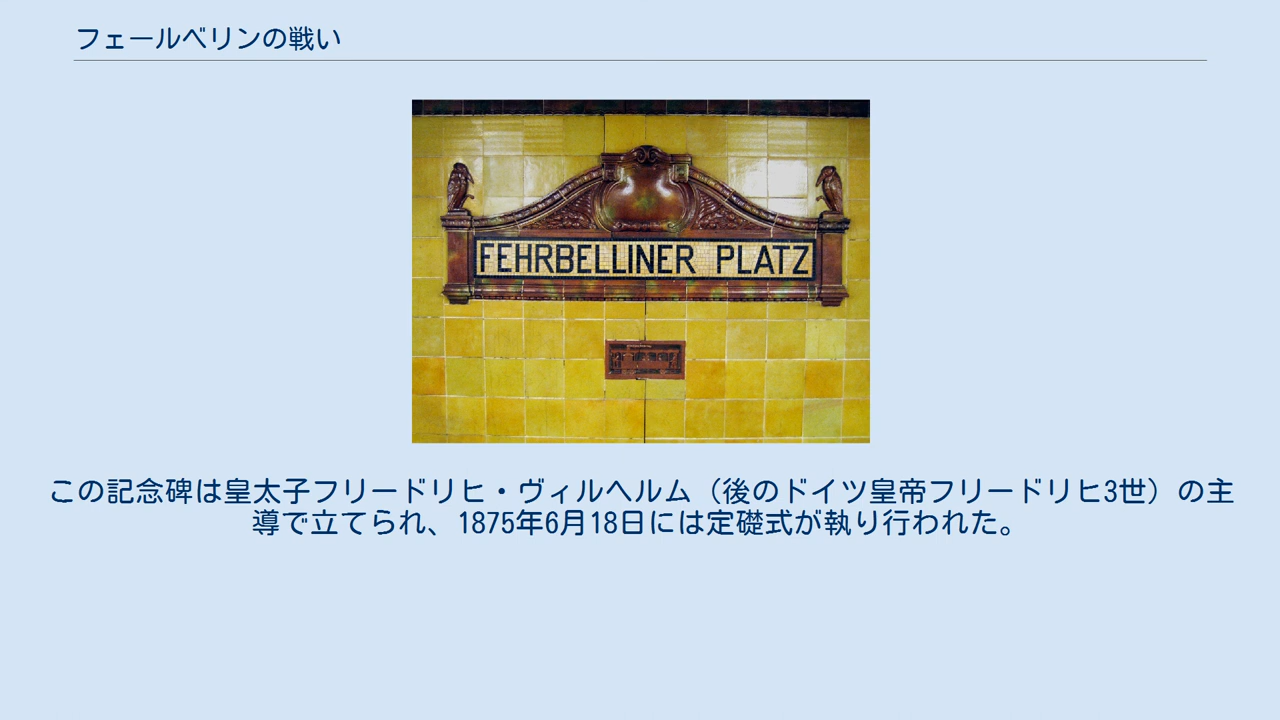 フェールベリンの戦い
FEHRBELLINER PLATZ
この記念碑は皇太子フリードリヒ・ヴィルヘルム（後のドイツ皇帝フリードリヒ3世）の主
導で立てられ、1875年6月18日には定礎式が執り行われた。